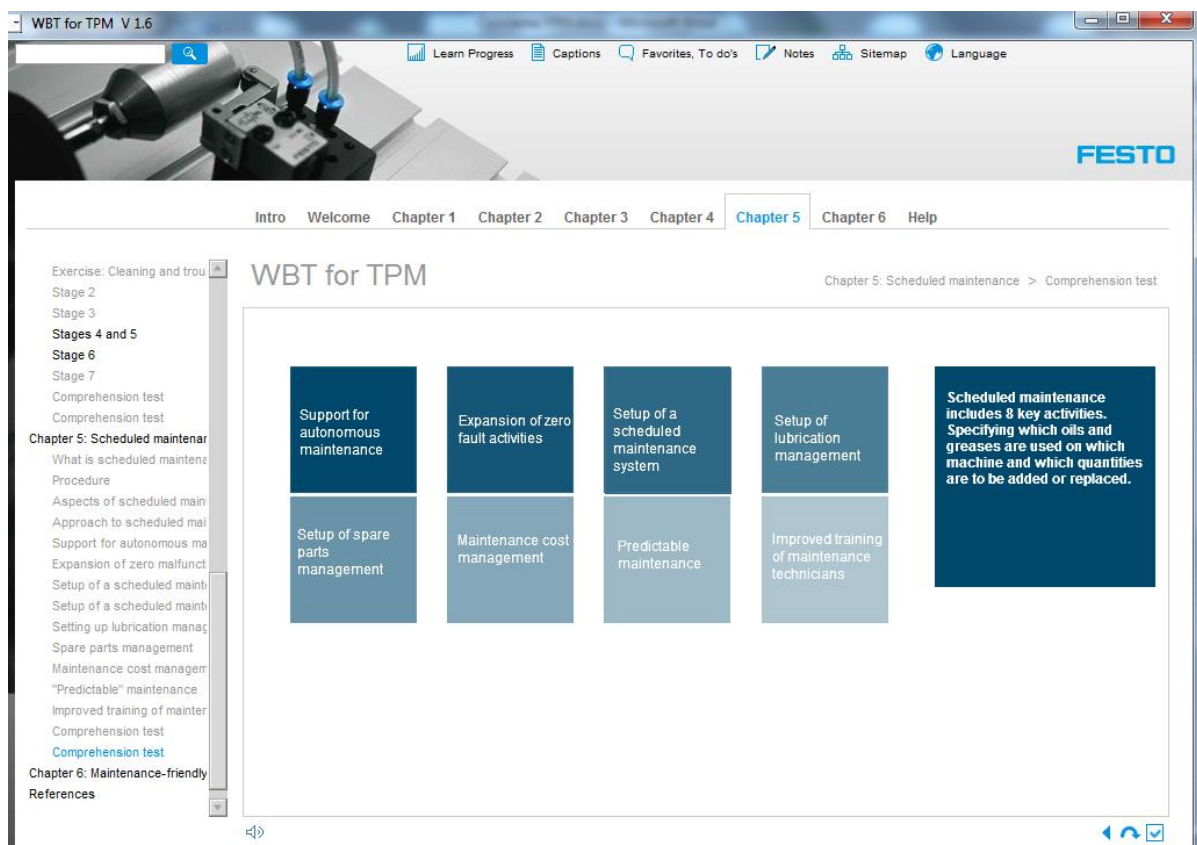 WBT for TPM V 1.6
Learn Progress Captions Favorites, To do's Notes Sitemap Language
FESTO
Intro Welcome Chapter 1 Chapter 2 Chapter 3 Chapter 4 Chapter 5 Chapter 6 Help
WBT for TPM
Chapter 5: Scheduled maintenance > Comprehension test
Exercise: Cleaning and trou
Stage 2
Stage 3
Stages 4 and 5
Stage 6
Stage 7
Comprehension test
Comprehension test
Chapter 5: Scheduled maintenar
What is scheduled maintena
Procedure
Aspects of scheduled main
Approach to scheduled mai
Support for autonomous ma
Expansion of zero malfunct
Setup of a scheduled maint
Setup of a scheduled maint
Setting up lubrication manag
Spare parts management
Maintenance cost managem
"Predictable" maintenance
Improved training of mainter
Comprehension test
Comprehension test
Chapter 6: Maintenance-friendly
References
Support for
autonomous
maintenance
Expansion of zero
fault activities
Setup of a
scheduled
maintenance
system
Setup of
lubrication
management
Setup of spare
parts
management
Maintenance cost
management
Predictable
maintenance
Improved training
of maintenance
technicians
Scheduled maintenance
includes 8 key activities.
Specifying which oils and
greases are used on which
machine and which quantities
are to be added or replaced.